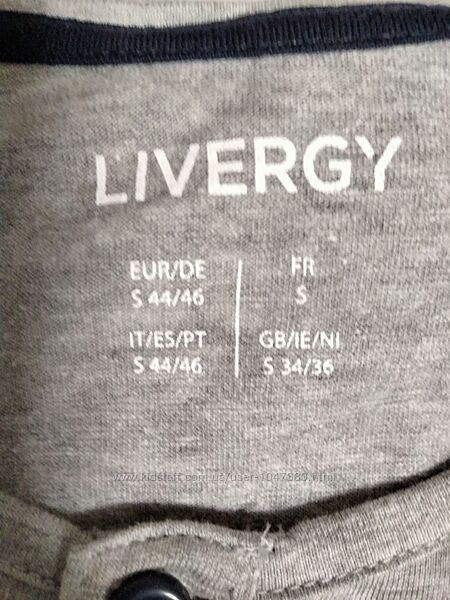 LIVERGY
EUR/DE
S 44/46
FR
S
IT/ES/PT
S 44/46
GB/IE/NI
S 34/36